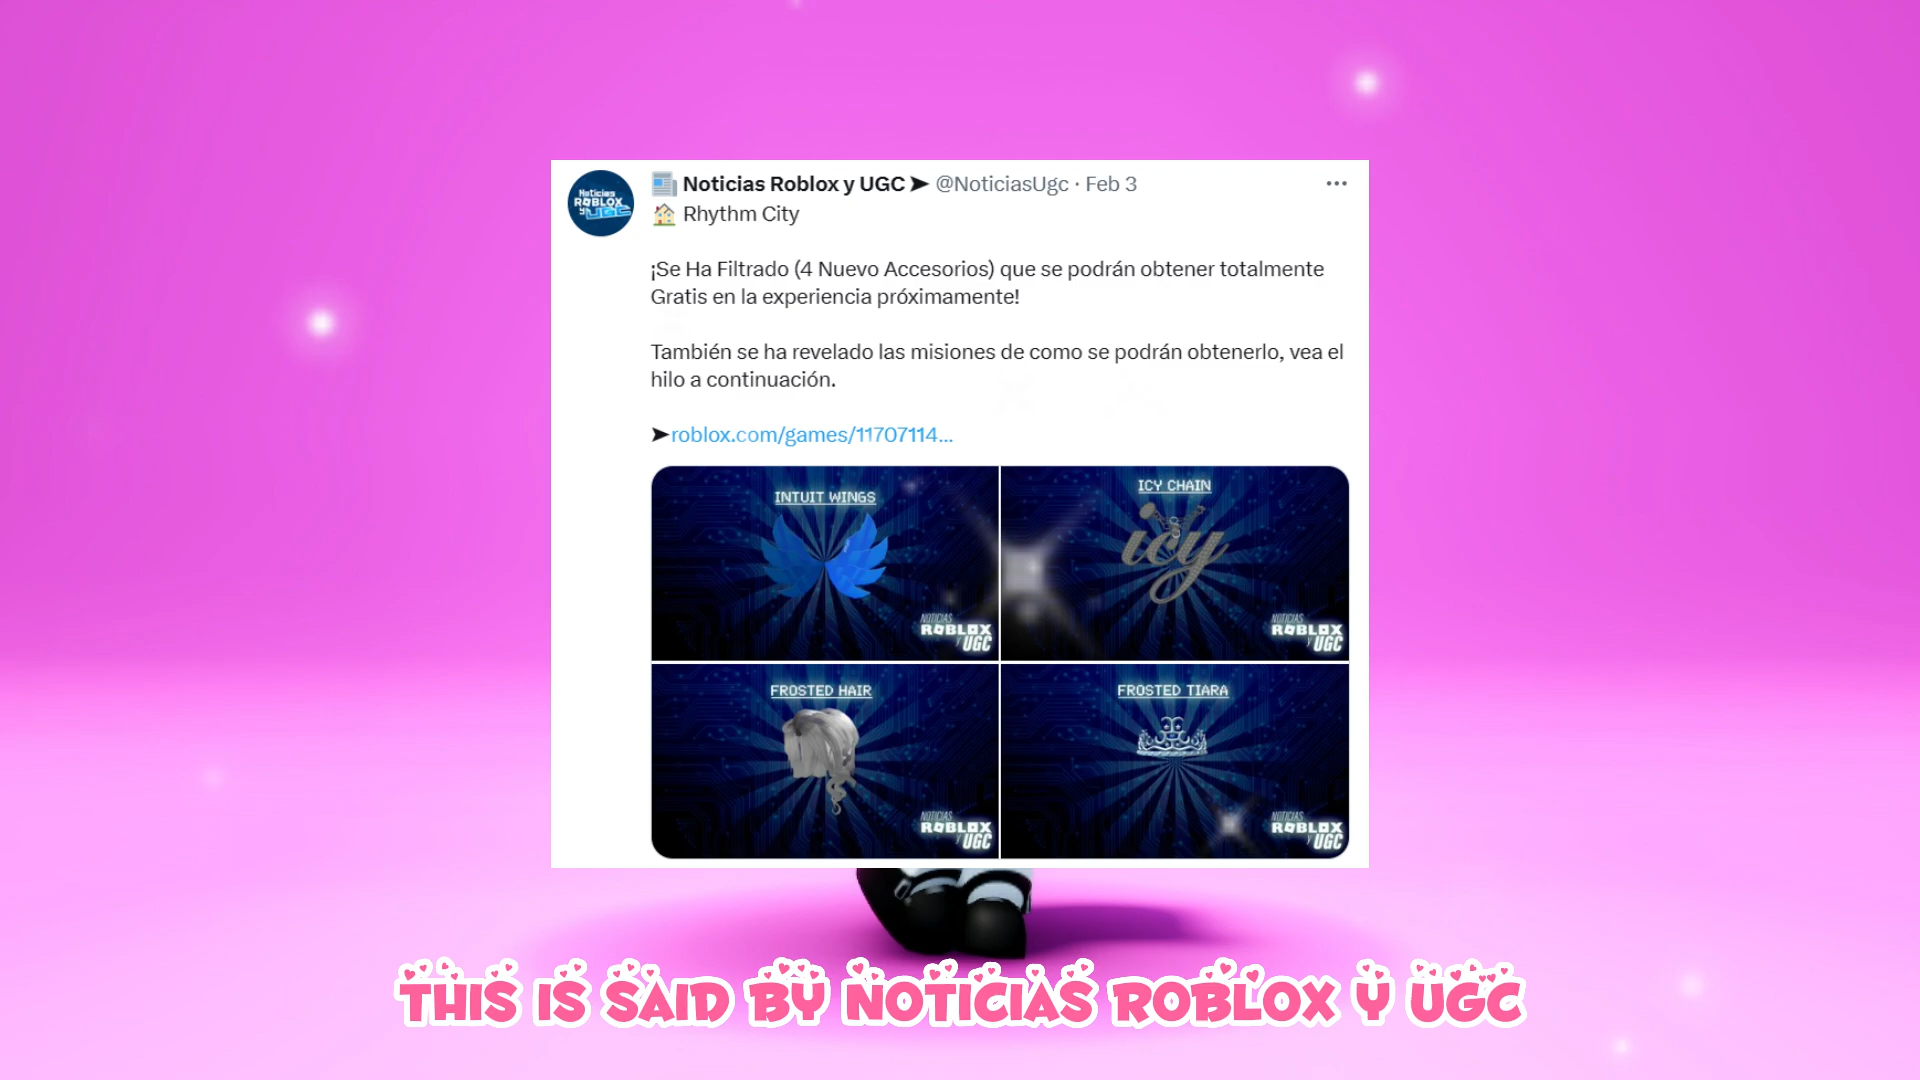 Noticias Roblox y UGC ➤ @NoticiasUgc · Feb 3
Noticias
ROBLOX
y UGC
Rhythm City
¡Se Ha Filtrado (4 Nuevo Accesorios) que se podrán obtener totalmente
Gratis en la experiencia próximamente!
También se ha revelado las misiones de como se podrán obtenerlo, vea el
hilo a continuación.
➤roblox.com/games/11707114...
INTUIT WINGS
NOTICIAS
ROBLOX
Y UGC
ICY CHAIN
icy
NOTICIAS
ROBLOX
Y UGC
FROSTED HAIR
NOTICIAS
ROBLOX
Y UGC
FROSTED TIARA
NOTICIAS
ROBLOX
Y UGC
THIS IS SAID BY NOTICIAS ROBLOX Y UGC